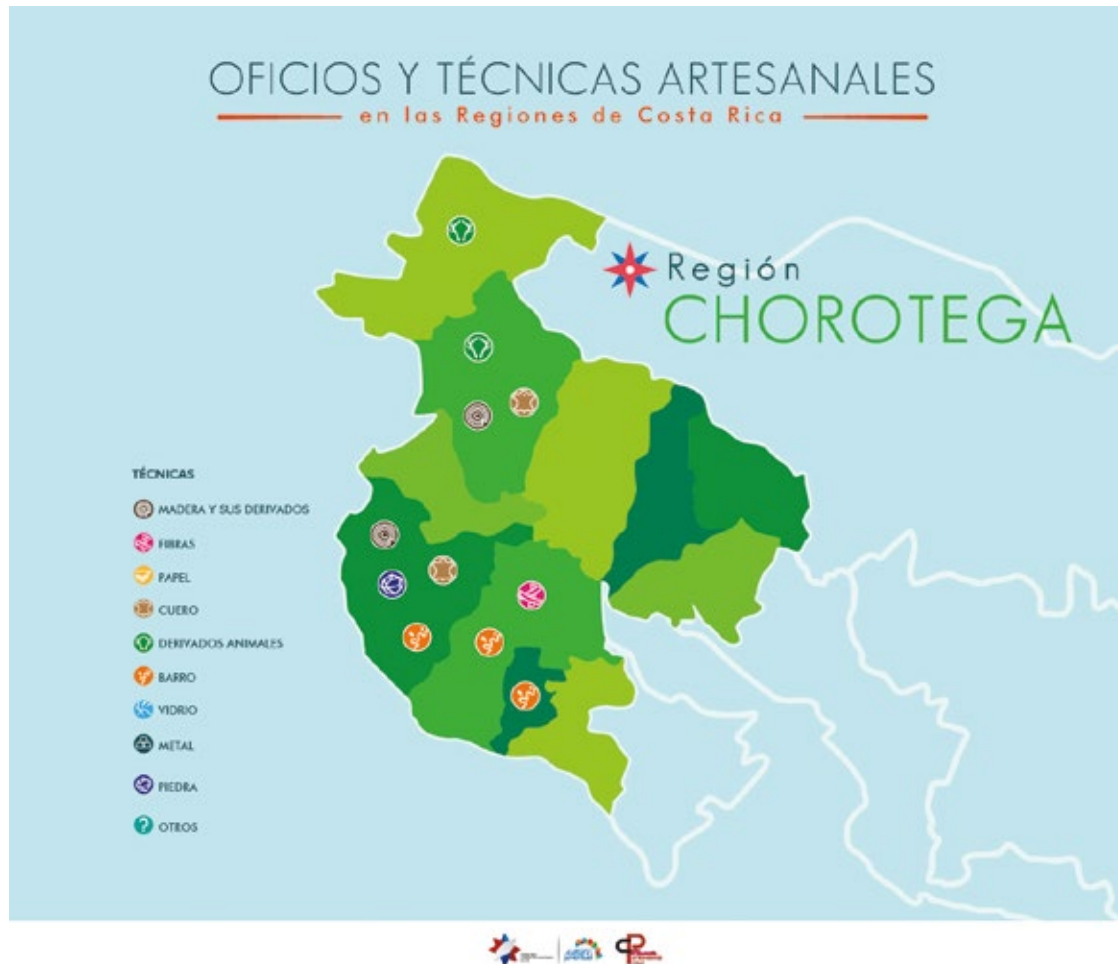 OFICIOS Y TÉCNICAS ARTESANALES
en las Regiones de Costa Rica
Región
CHOROTEGA
TÉCNICAS
MADERA Y SUS DERIVADOS
FIBRAS
PAPEL
CUERO
DERIVADOS ANIMALES
BARRO
VIDRIO
METAL
PIEDRA
? OTROS